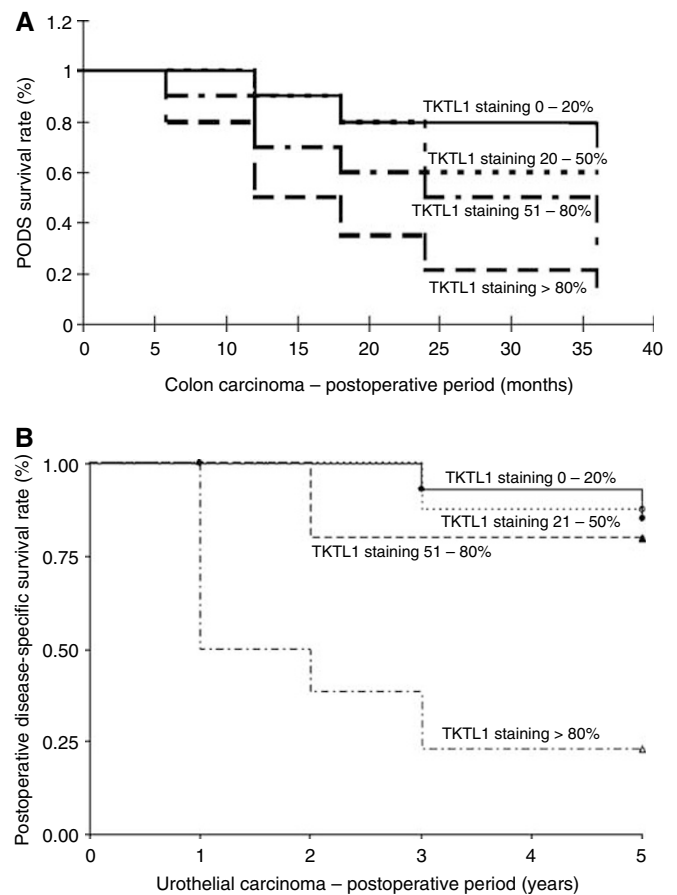 A
PODS survival rate (%)
1.2
1
0.8
0.6
0.4
0.2
0
TKTL1 staining 0 – 20%
TKTL1 staining 20 – 50%
TKTL1 staining 51 – 80%
TKTL1 staining > 80%
0 5 10 15 20 25 30 35 40
Colon carcinoma – postoperative period (months)
B
Postoperative disease-specific survival rate (%)
1.00
0.75
0.50
0.25
0.00
TKTL1 staining 0 – 20%
TKTL1 staining 21 – 50%
TKTL1 staining 51 – 80%
TKTL1 staining > 80%
0 1 2 3 4 5
Urothelial carcinoma – postoperative period (years)